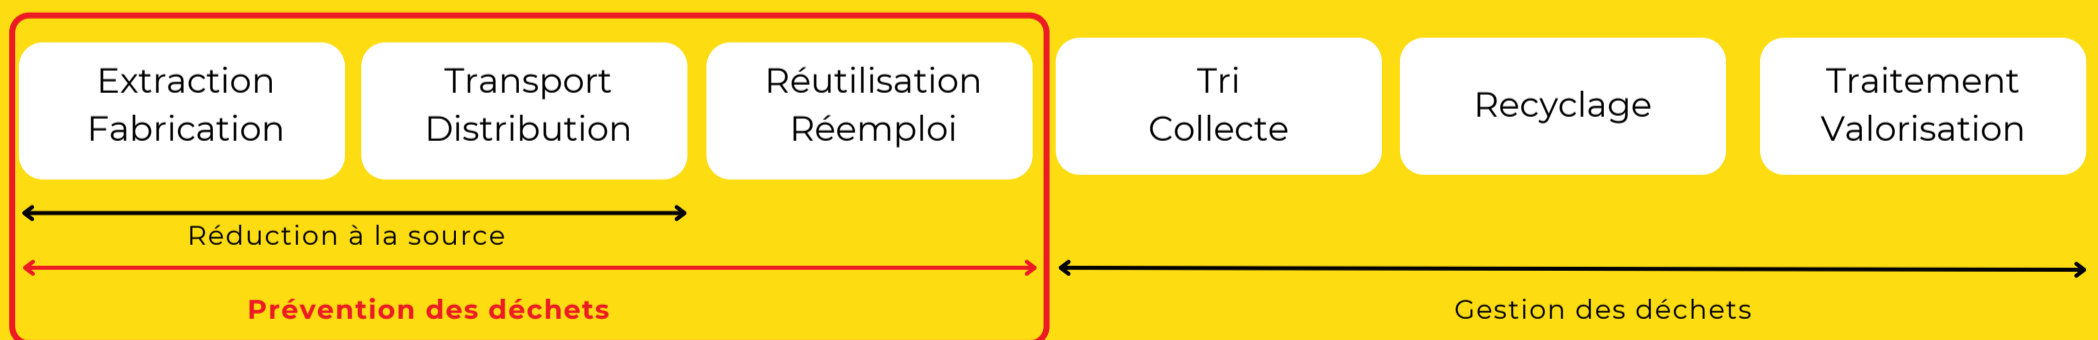 Extraction
Fabrication
Transport
Distribution
Réutilisation
Réemploi
Tri
Collecte
Recyclage
Traitement
Valorisation
Réduction à la source
Prévention des déchets
Gestion des déchets